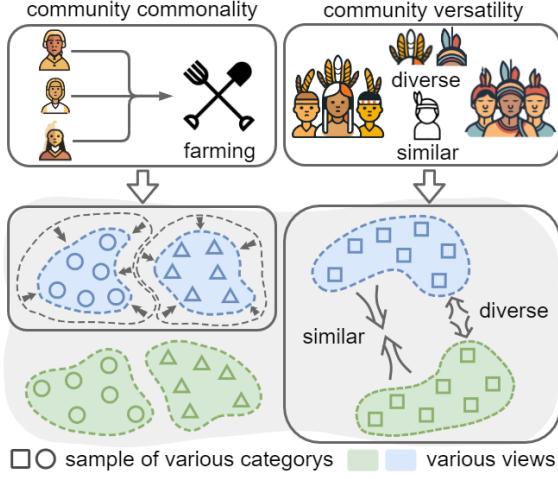 community commonality
community versatility
farming
diverse
similar
similar
diverse
sample of various categorys
various views